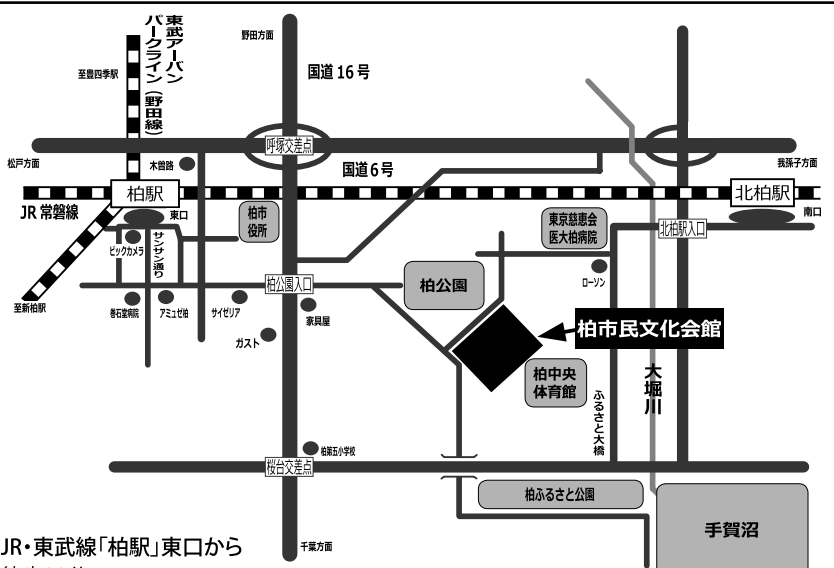 東武アーバン
パークライン(野田線)
至豊四季駅
野田方面
国道16号
呼塚交差点
松戸方面
木曽路
国道6号
我孫子方面
柏駅
北柏駅
JR常磐線
東口
南口
柏市
役所
東京慈恵会
医大柏病院
北柏駅入口
ビックカメラ
サンサン通り
ローソン
柏公園入口
柏公園
至新柏駅
巻石堂病院
アミュゼ柏
サイゼリア
家具屋
ガスト
柏市民文化会館
柏中央
体育館
大堀川
ふるさと大橋
柏第五小学校
桜台交差点
柏ふるさと公園
手賀沼
千葉方面
JR・東武線「柏駅」東口から